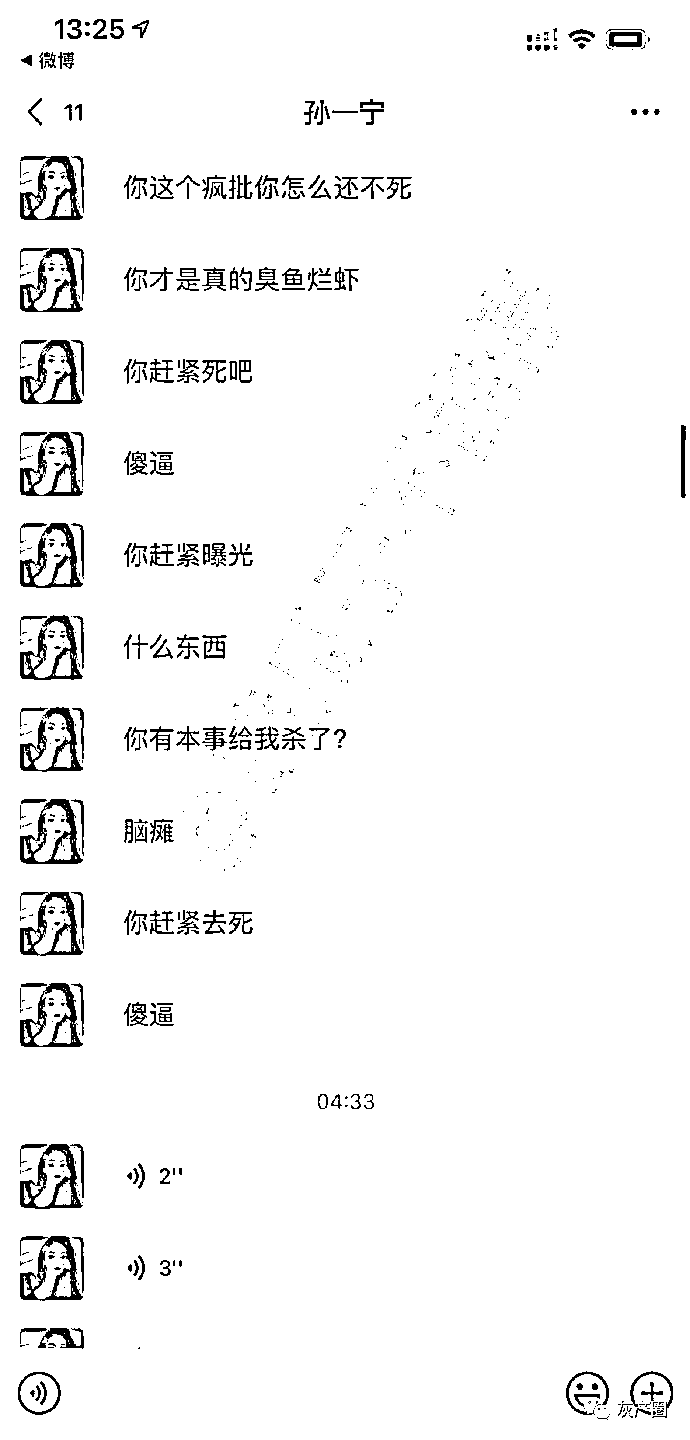 13:25
微博
11
孙一宁
你这个疯批你怎么还不死
你才是真的臭鱼烂虾
你赶紧死吧
傻逼
你赶紧曝光
什么东西
你有本事给我杀了?
脑瘫
你赶紧去死
傻逼
04:33
2''
3''
灰产圈